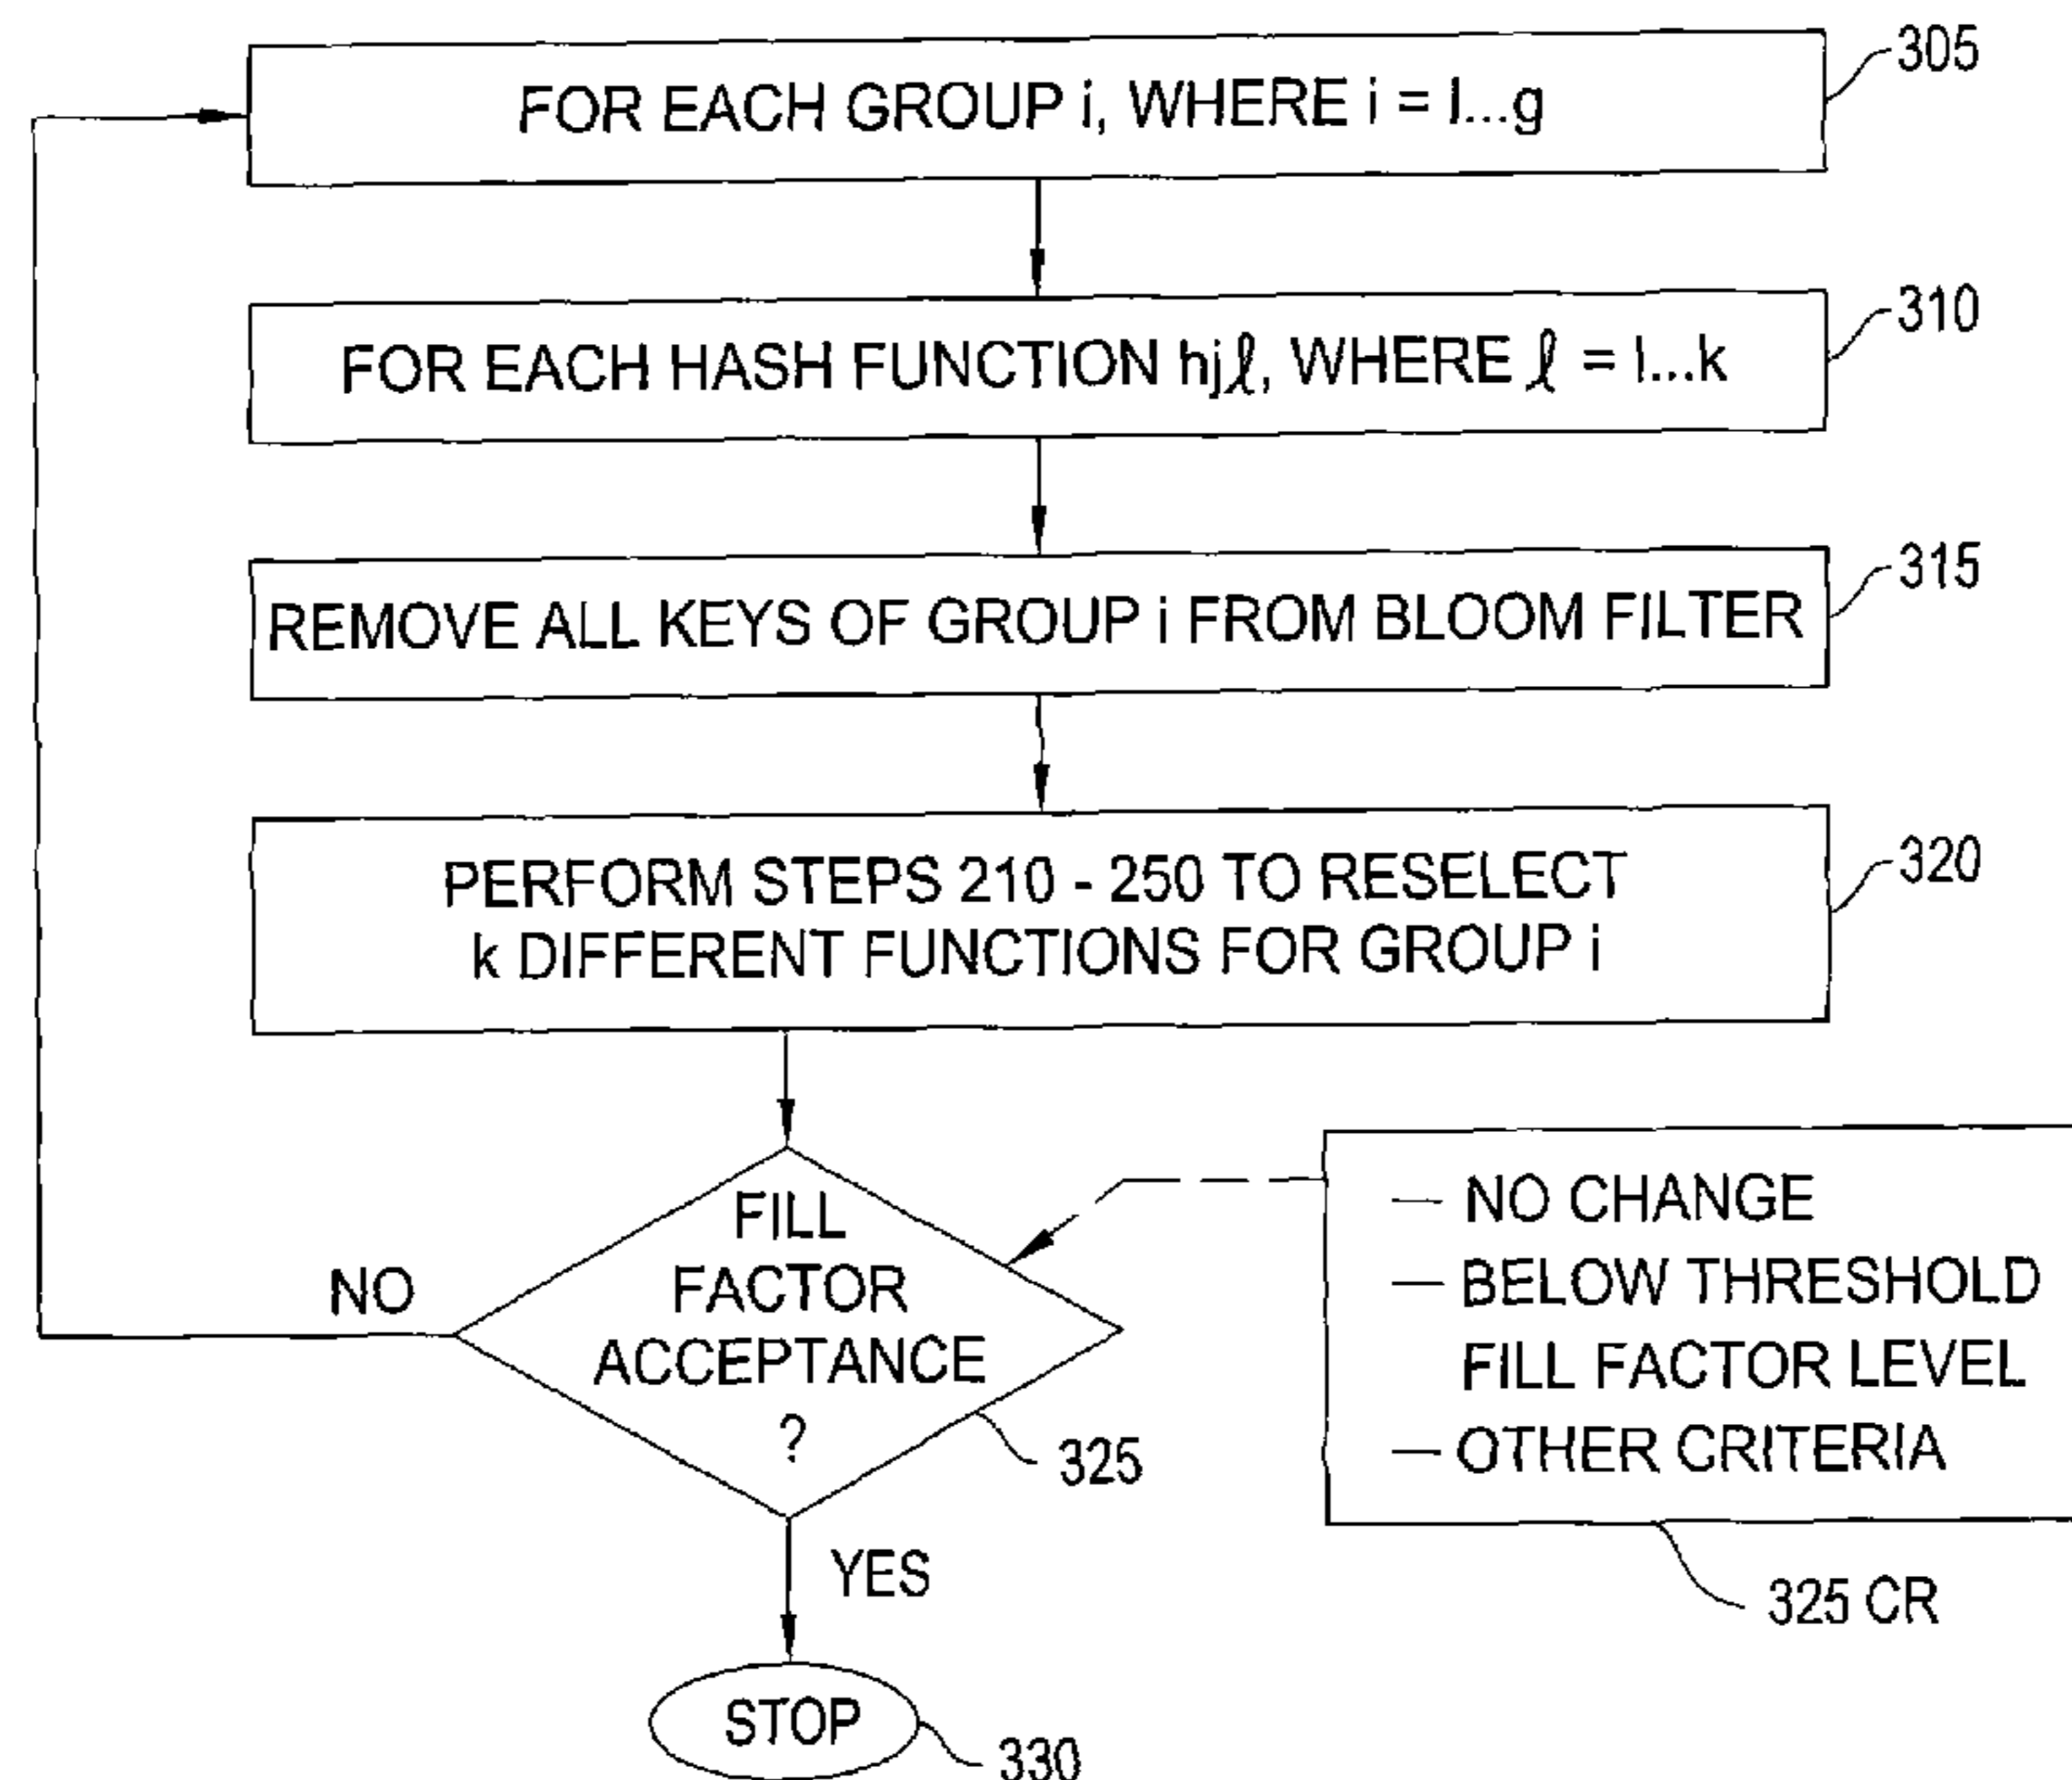 FOR EACH GROUP i, WHERE i = I...g
305
FOR EACH HASH FUNCTION hjℓ, WHERE ℓ = I...k
310
REMOVE ALL KEYS OF GROUP i FROM BLOOM FILTER
315
PERFORM STEPS 210 - 250 TO RESELECT
k DIFFERENT FUNCTIONS FOR GROUP i
320
FILL
FACTOR
ACCEPTANCE
?
325
NO
YES
— NO CHANGE
— BELOW THRESHOLD
FILL FACTOR LEVEL
— OTHER CRITERIA
325 CR
STOP
330